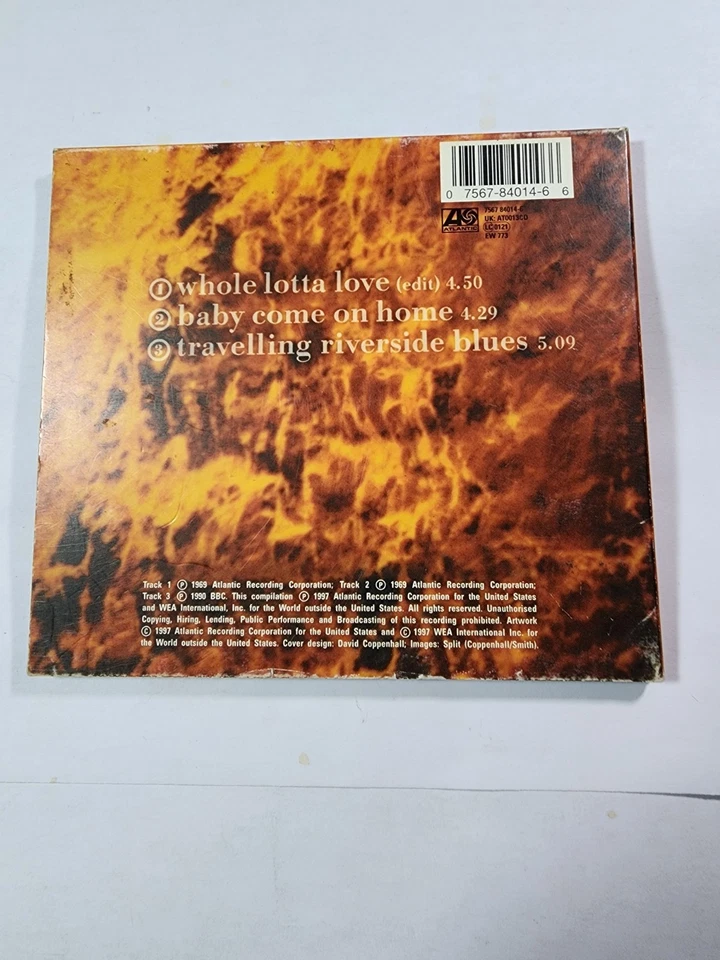 0 7567-84014-6 6
ATLANTIC
7567 84014-6
UK: AT0013CD
LC 0121
EW 773
1 whole lotta love (edit) 4.50
2 baby come on home 4.29
3 travelling riverside blues 5.09
Track 1 Ⓟ 1969 Atlantic Recording Corporation; Track 2 Ⓟ 1969 Atlantic Recording Corporation;
Track 3 Ⓟ 1990 BBC. This compilation Ⓟ 1997 Atlantic Recording Corporation for the United States
and WEA International, Inc. for the World outside the United States. All rights reserved. Unauthorised
Copying, Hiring, Lending, Public Performance and Broadcasting of this recording prohibited. Artwork
© 1997 Atlantic Recording Corporation for the United States and © 1997 WEA International Inc. for
the World outside the United States. Cover design: David Coppenhall; Images: Split (Coppenhall/Smith).